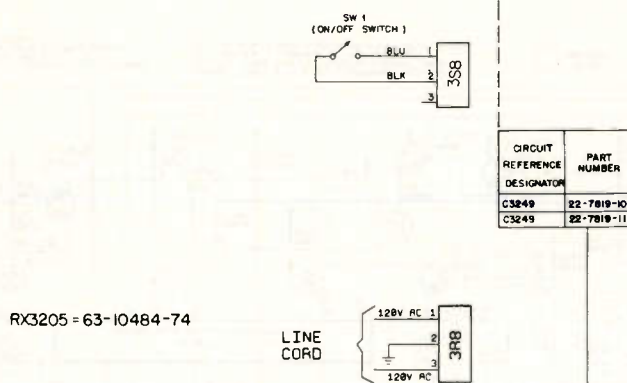 SW 1
(ON/OFF SWITCH)
BLU 1
BLK 2
3
3S8
CIRCUIT REFERENCE DESIGNATOR
PART NUMBER
C3249 22-7819-10
C3249 22-7819-11
RX3205 = 63-10484-74
LINE CORD
120V AC 1
2
3
120V AC
3R8